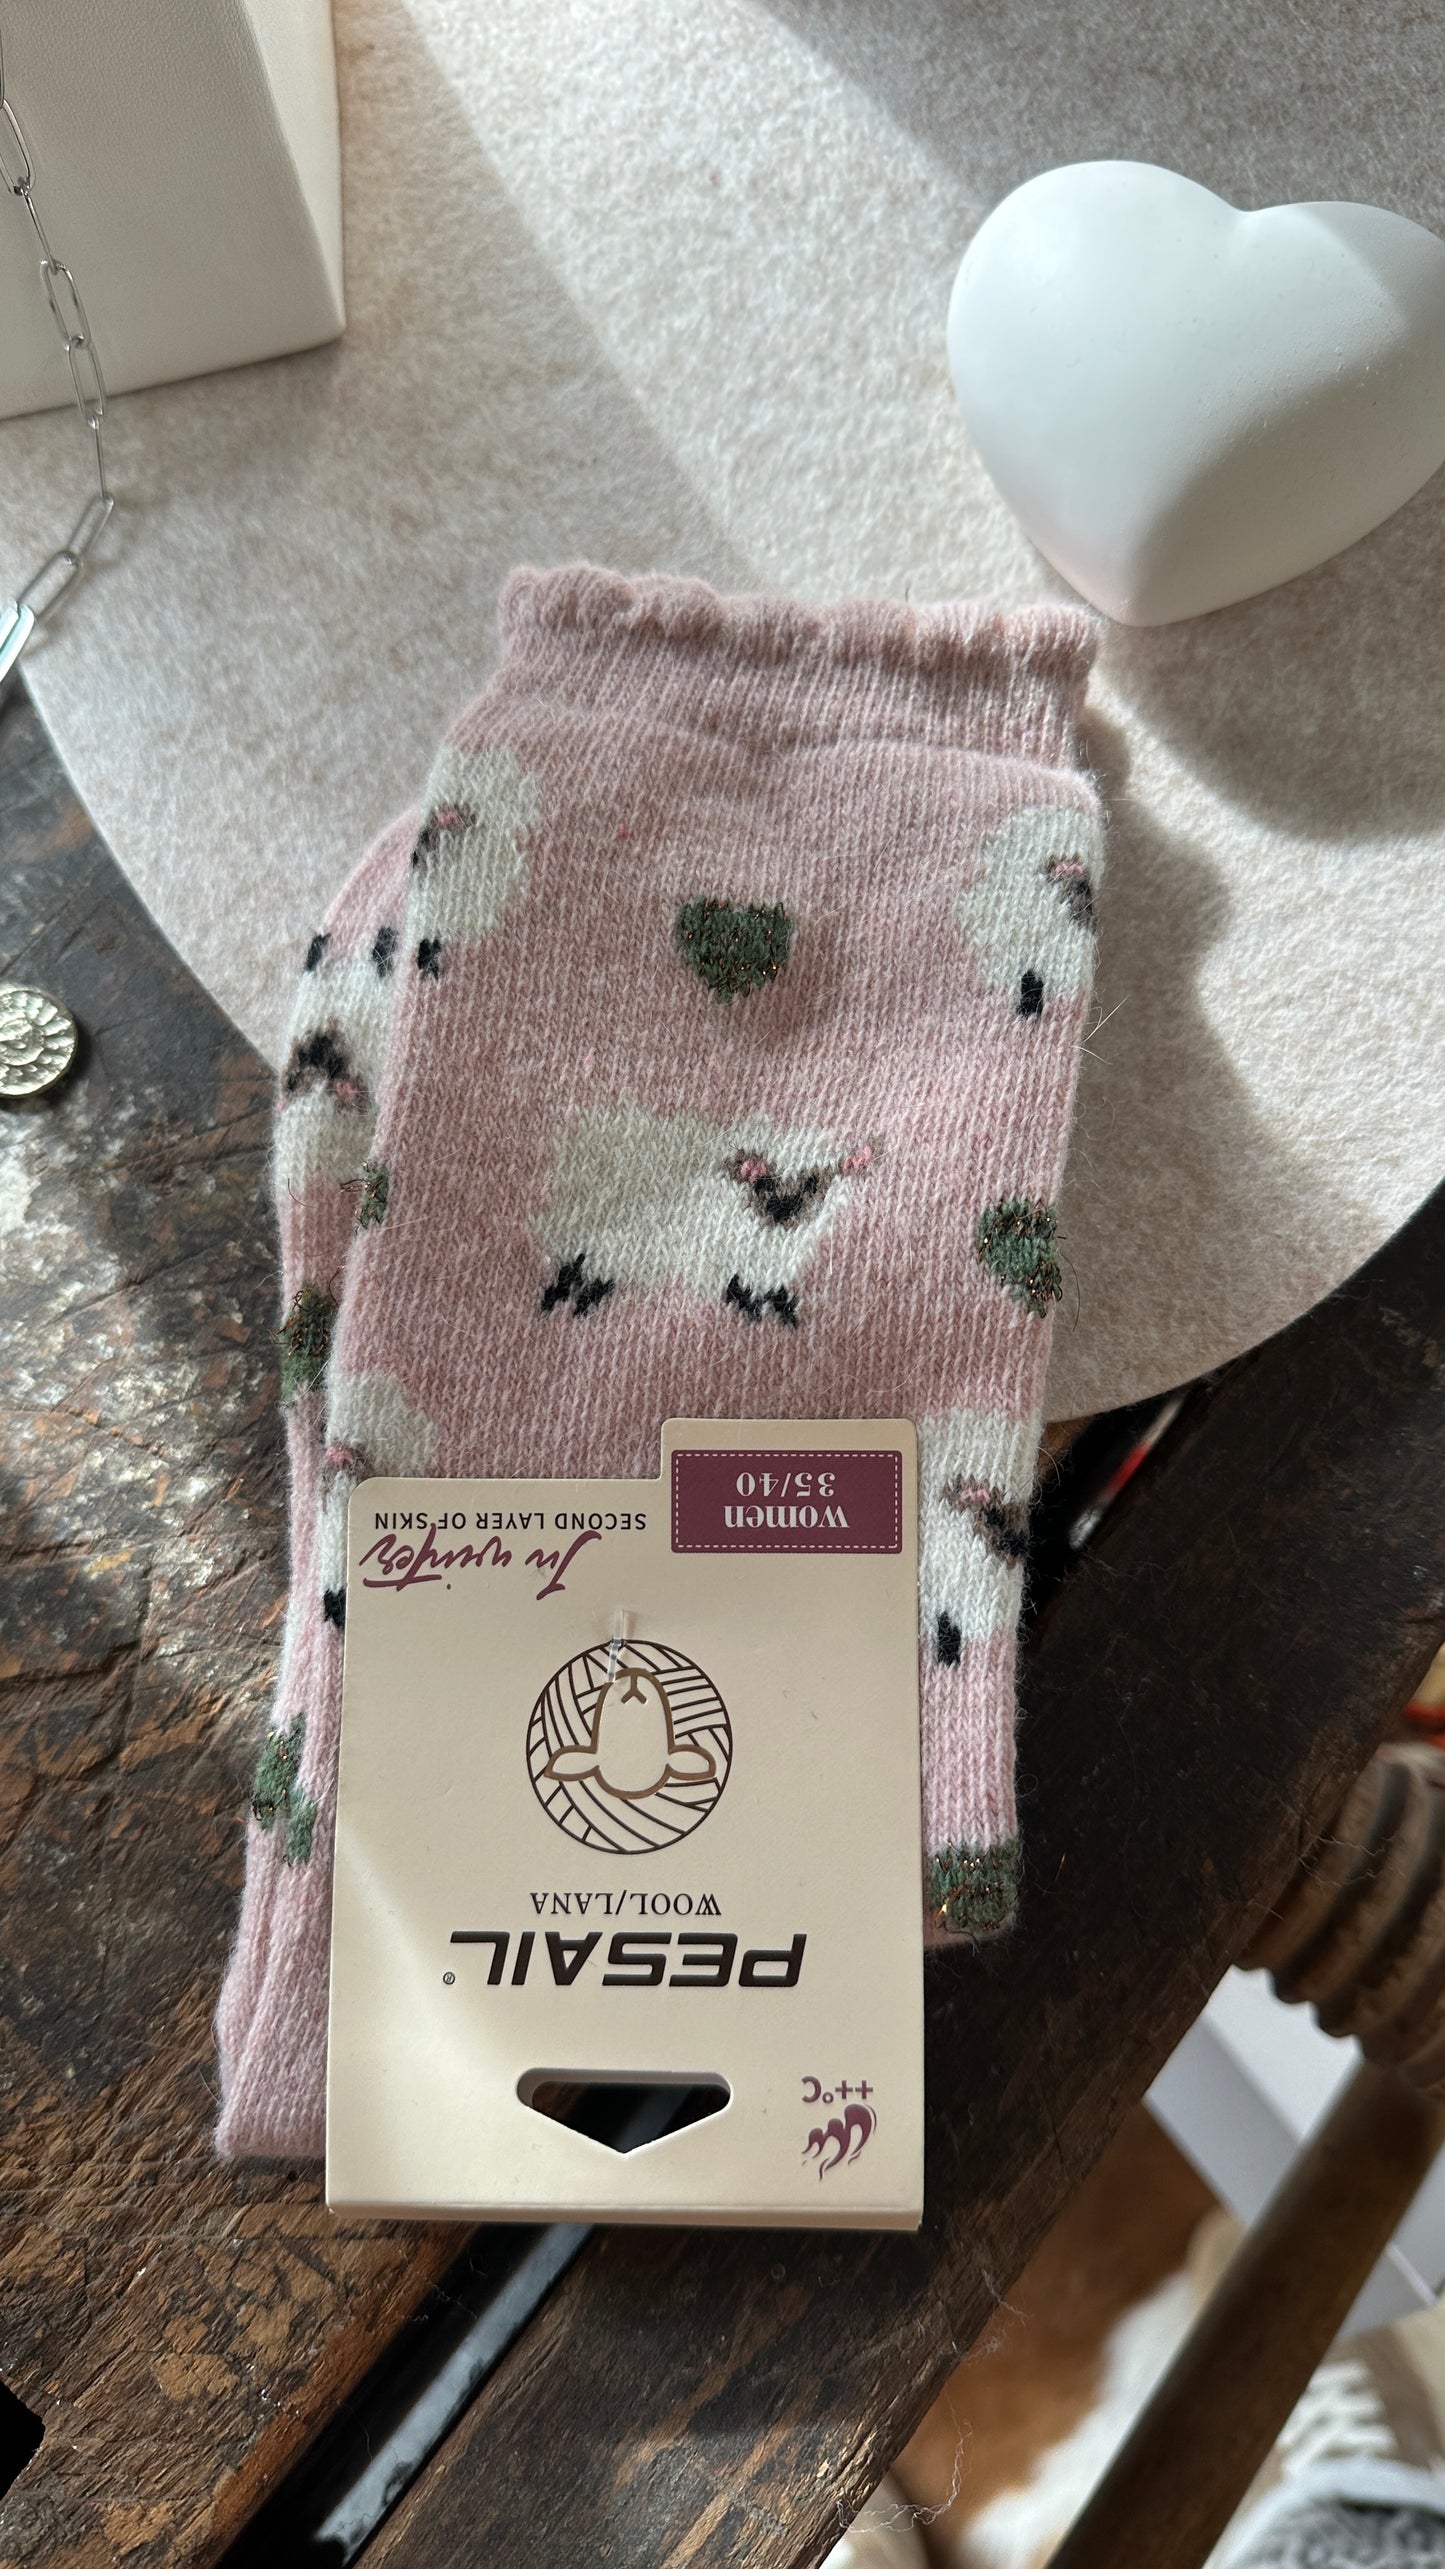 ++°C
PESAIL®
WOOL/LANA
In winter
SECOND LAYER OF SKIN
women
35/40